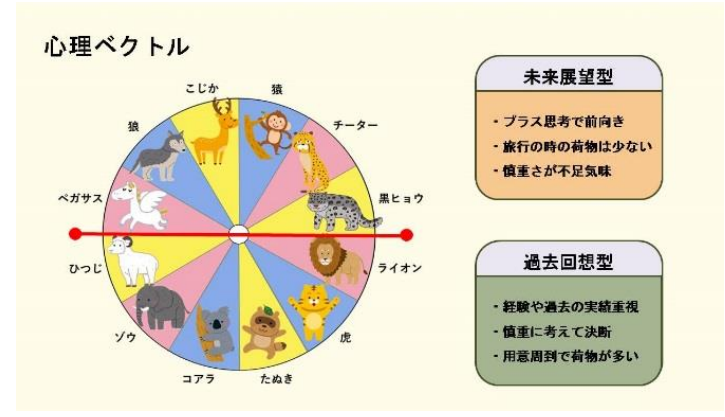 心理ベクトル
こじか
猿
狼
チーター
ペガサス
黒ヒョウ
ひつじ
ライオン
ゾウ
虎
コアラ
たぬき
未来展望型
・プラス思考で前向き
・旅行の時の荷物は少ない
・慎重さが不足気味
過去回想型
・経験や過去の実績重視
・慎重に考えて決断
・用意周到で荷物が多い